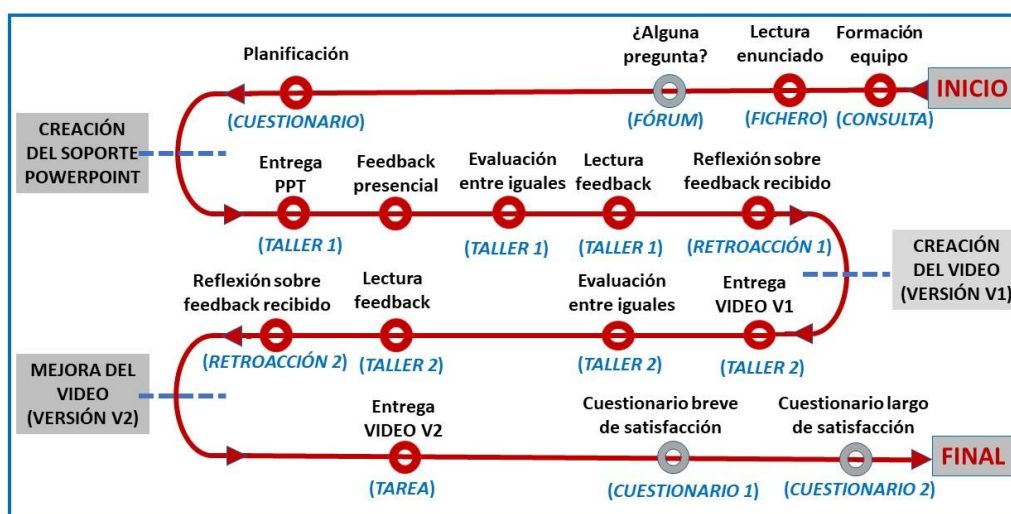 ¿Alguna
pregunta?
Lectura
enunciado
Formación
equipo
Planificación
INICIO
(CUESTIONARIO)
(FÓRUM)
(FICHERO)
(CONSULTA)
CREACIÓN
DEL SOPORTE
POWERPOINT
Entrega
PPT
Feedback
presencial
Evaluación
entre iguales
Lectura
feedback
Reflexión sobre
feedback recibido
(TALLER 1)
(TALLER 1)
(TALLER 1)
(RETROACCIÓN 1)
CREACIÓN
DEL VIDEO
(VERSIÓN V1)
Reflexión sobre
feedback recibido
Lectura
feedback
Evaluación
entre iguales
Entrega
VIDEO V1
(RETROACCIÓN 2)
(TALLER 2)
(TALLER 2)
(TALLER 2)
MEJORA DEL
VIDEO
(VERSIÓN V2)
Entrega
VIDEO V2
Cuestionario breve
de satisfacción
Cuestionario largo
de satisfacción
FINAL
(TAREA)
(CUESTIONARIO 1)
(CUESTIONARIO 2)